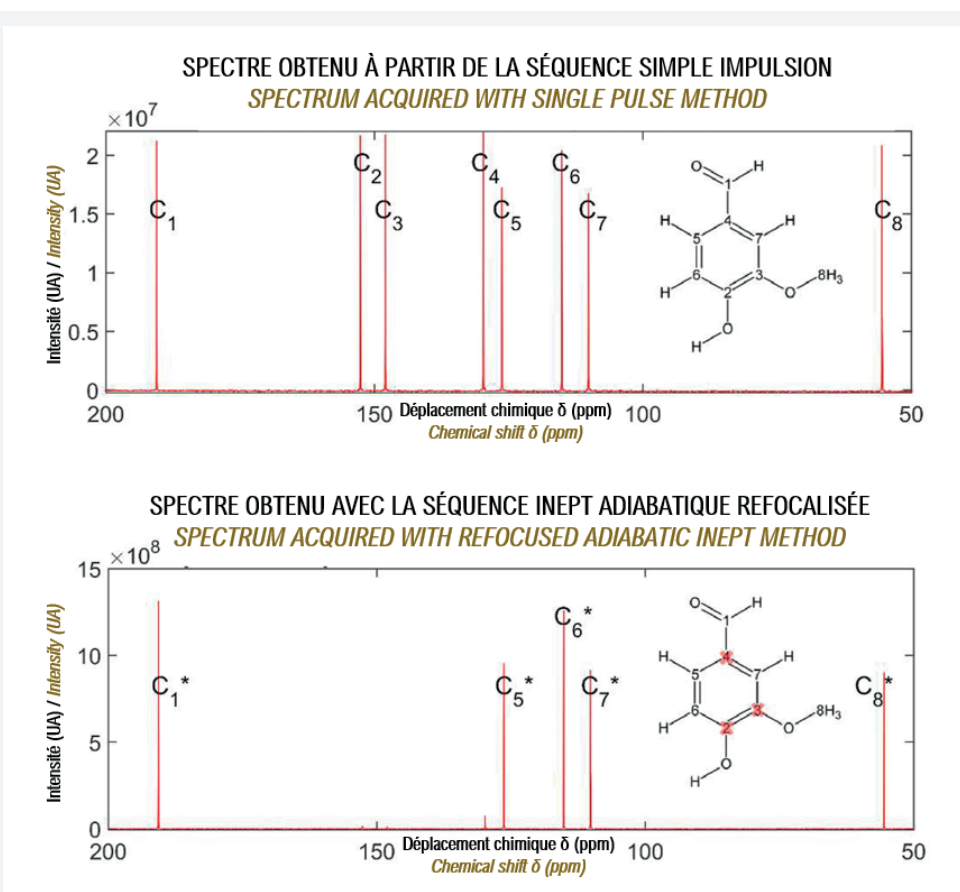 SPECTRE OBTENU À PARTIR DE LA SÉQUENCE SIMPLE IMPULSION
SPECTRUM ACQUIRED WITH SINGLE PULSE METHOD
×10⁷
Intensité (UA) / Intensity (UA)
2
1.5
1
0.5
0
C₁
C₂
C₃
C₄
C₅
C₆
C₇
C₈
O
H
1
H
4
H
5
7
6
3
8H₃
H
2
O
O
H
200
150
100
50
Déplacement chimique δ (ppm)
Chemical shift δ (ppm)
SPECTRE OBTENU AVEC LA SÉQUENCE INEPT ADIABATIQUE REFOCALISÉE
SPECTRUM ACQUIRED WITH REFOCUSED ADIABATIC INEPT METHOD
×10⁸
Intensité (UA) / Intensity (UA)
15
10
5
0
C₁*
C₅*
C₆*
C₇*
C₈*
O
H
1
H
4
H
5
7
6
3
8H₃
H
2
O
O
H
200
150
100
50
Déplacement chimique δ (ppm)
Chemical shift δ (ppm)